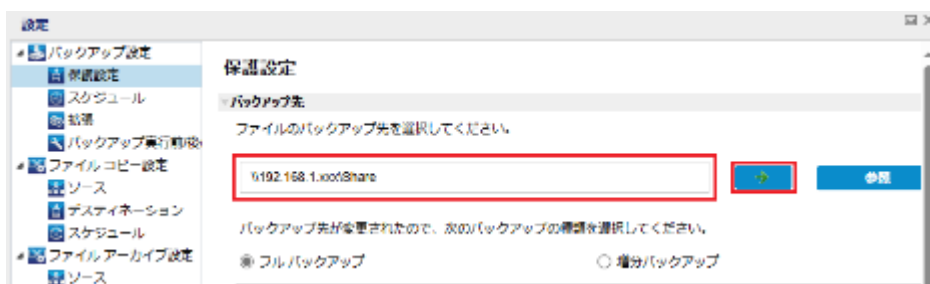 設定
バックアップ設定
保護設定
スケジュール
拡張
バックアップ実行前/後
ファイル コピー設定
ソース
デスティネーション
スケジュール
ファイル アーカイブ設定
ソース
保護設定
バックアップ先
ファイルのバックアップ先を選択してください。
\\192.168.1.xxx\Share
参照
バックアップ先が変更されたので、次のバックアップの種類を選択してください。
フル バックアップ
増分バックアップ